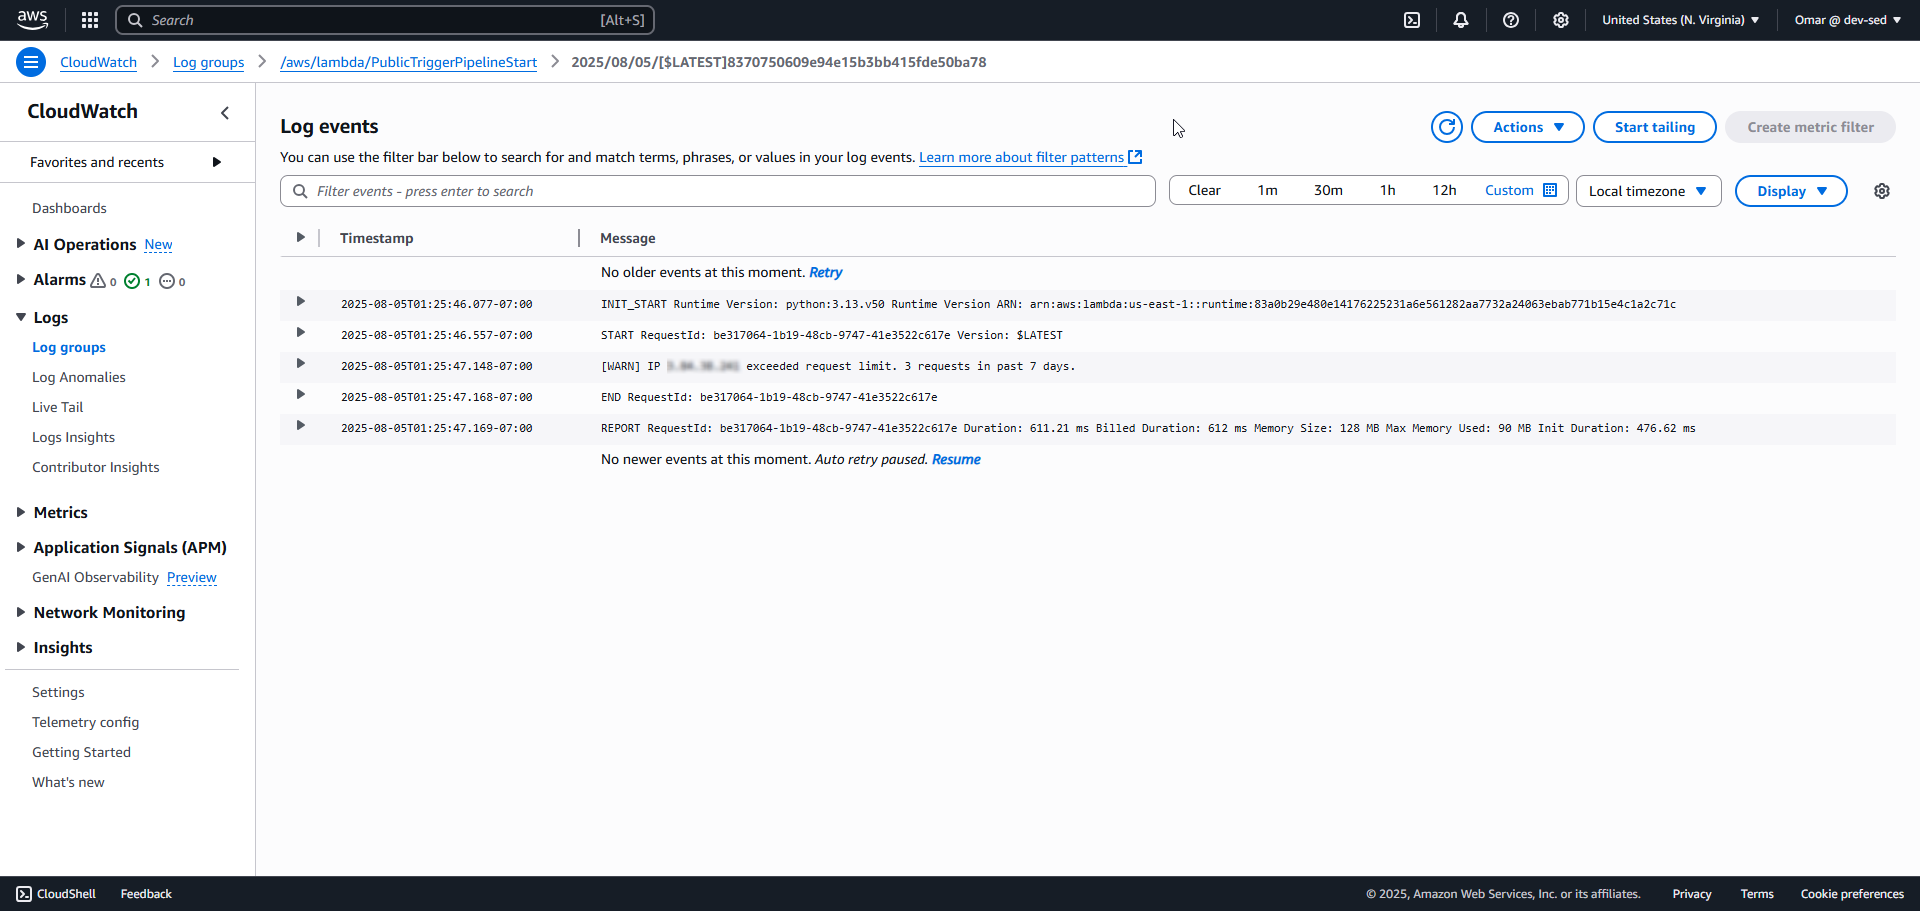 aws
Search [Alt+S]
United States (N. Virginia)
Omar @ dev-sed
CloudWatch
Log groups
/aws/lambda/PublicTriggerPipelineStart
2025/08/05/[$LATEST]8370750609e94e15b3bb415fde50ba78
CloudWatch
Favorites and recents
Dashboards
AI Operations New
Alarms 0 1 0
Logs
Log groups
Log Anomalies
Live Tail
Logs Insights
Contributor Insights
Metrics
Application Signals (APM)
GenAI Observability Preview
Network Monitoring
Insights
Settings
Telemetry config
Getting Started
What's new
Log events
Actions
Start tailing
Create metric filter
You can use the filter bar below to search for and match terms, phrases, or values in your log events. Learn more about filter patterns
Filter events - press enter to search
Clear 1m 30m 1h 12h Custom
Local timezone
Display
Timestamp Message
No older events at this moment. Retry
2025-08-05T01:25:46.077-07:00 INIT_START Runtime Version: python:3.13.v50 Runtime Version ARN: arn:aws:lambda:us-east-1::runtime:83a0b29e480e14176225231a6e561282aa7732a24063ebab771b15e4c1a2c71c
2025-08-05T01:25:46.557-07:00 START RequestId: be317064-1b19-48cb-9747-41e3522c617e Version: $LATEST
2025-08-05T01:25:47.148-07:00 [WARN] IP exceeded request limit. 3 requests in past 7 days.
2025-08-05T01:25:47.168-07:00 END RequestId: be317064-1b19-48cb-9747-41e3522c617e
2025-08-05T01:25:47.169-07:00 REPORT RequestId: be317064-1b19-48cb-9747-41e3522c617e Duration: 611.21 ms Billed Duration: 612 ms Memory Size: 128 MB Max Memory Used: 90 MB Init Duration: 476.62 ms
No newer events at this moment. Auto retry paused. Resume
CloudShell
Feedback
© 2025, Amazon Web Services, Inc. or its affiliates.
Privacy
Terms
Cookie preferences